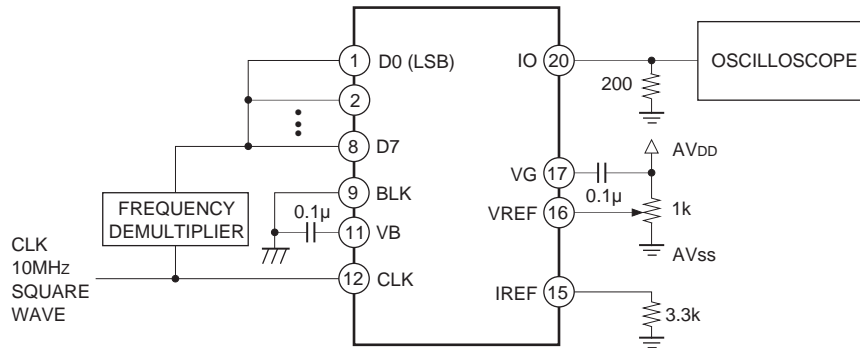 1 D0 (LSB)
2
8 D7
9 BLK
0.1µ
11 VB
12 CLK
FREQUENCY
DEMULTIPLIER
CLK
10MHz
SQUARE
WAVE
IO 20
OSCILLOSCOPE
200
AVDD
VG 17
0.1µ
1k
VREF 16
AVss
IREF 15
3.3k